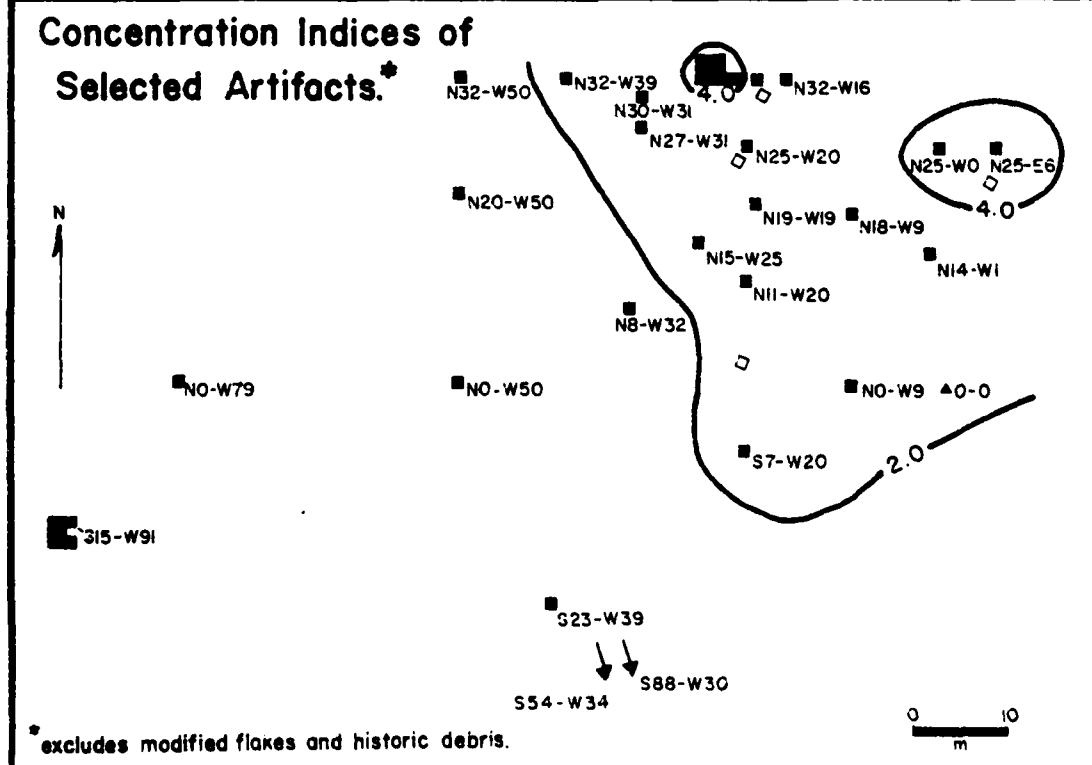 Concentration Indices of
Selected Artifacts.*
N32-W50
N32-W39
N30-W31
4.0
N32-W16
N27-W31
N25-W20
N25-W0
N25-E6
4.0
N
N20-W50
N19-W19
N18-W9
N15-W25
N14-W1
N11-W20
N8-W32
N0-W79
N0-W50
N0-W9
0-0
S7-W20
2.0
S15-W91
S23-W39
S88-W30
S54-W34
0 10
m
*excludes modified flakes and historic debris.